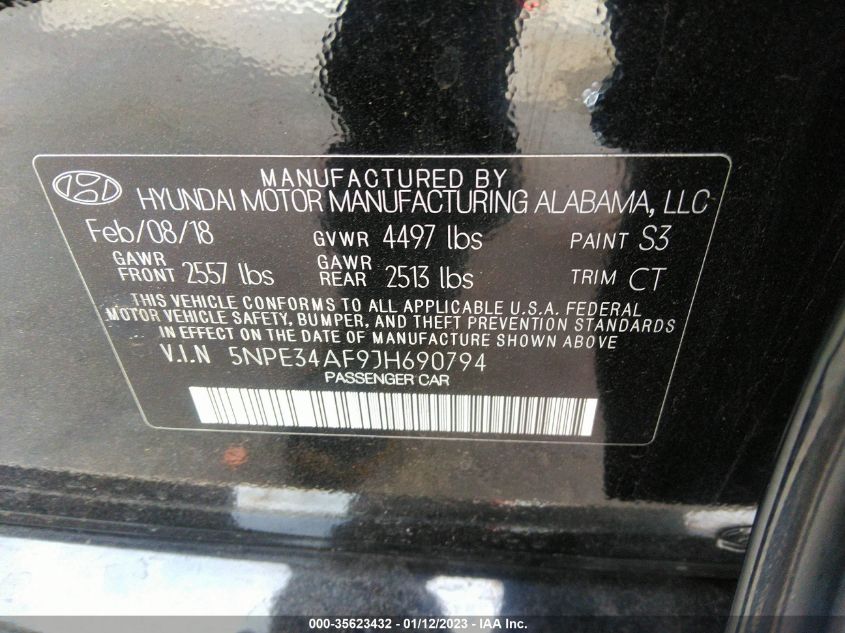 MANUFACTURED BY
HYUNDAI MOTOR MANUFACTURING ALABAMA, LLC
Feb/08/18 GVWR 4497 lbs PAINT S3
GAWR FRONT 2557 lbs GAWR REAR 2513 lbs TRIM CT
THIS VEHICLE CONFORMS TO ALL APPLICABLE U.S.A. FEDERAL
MOTOR VEHICLE SAFETY, BUMPER, AND THEFT PREVENTION STANDARDS
IN EFFECT ON THE DATE OF MANUFACTURE SHOWN ABOVE
V.I.N 5NPE34AF9JH690794
PASSENGER CAR
000-35623432 - 01/12/2023 - IAA Inc.